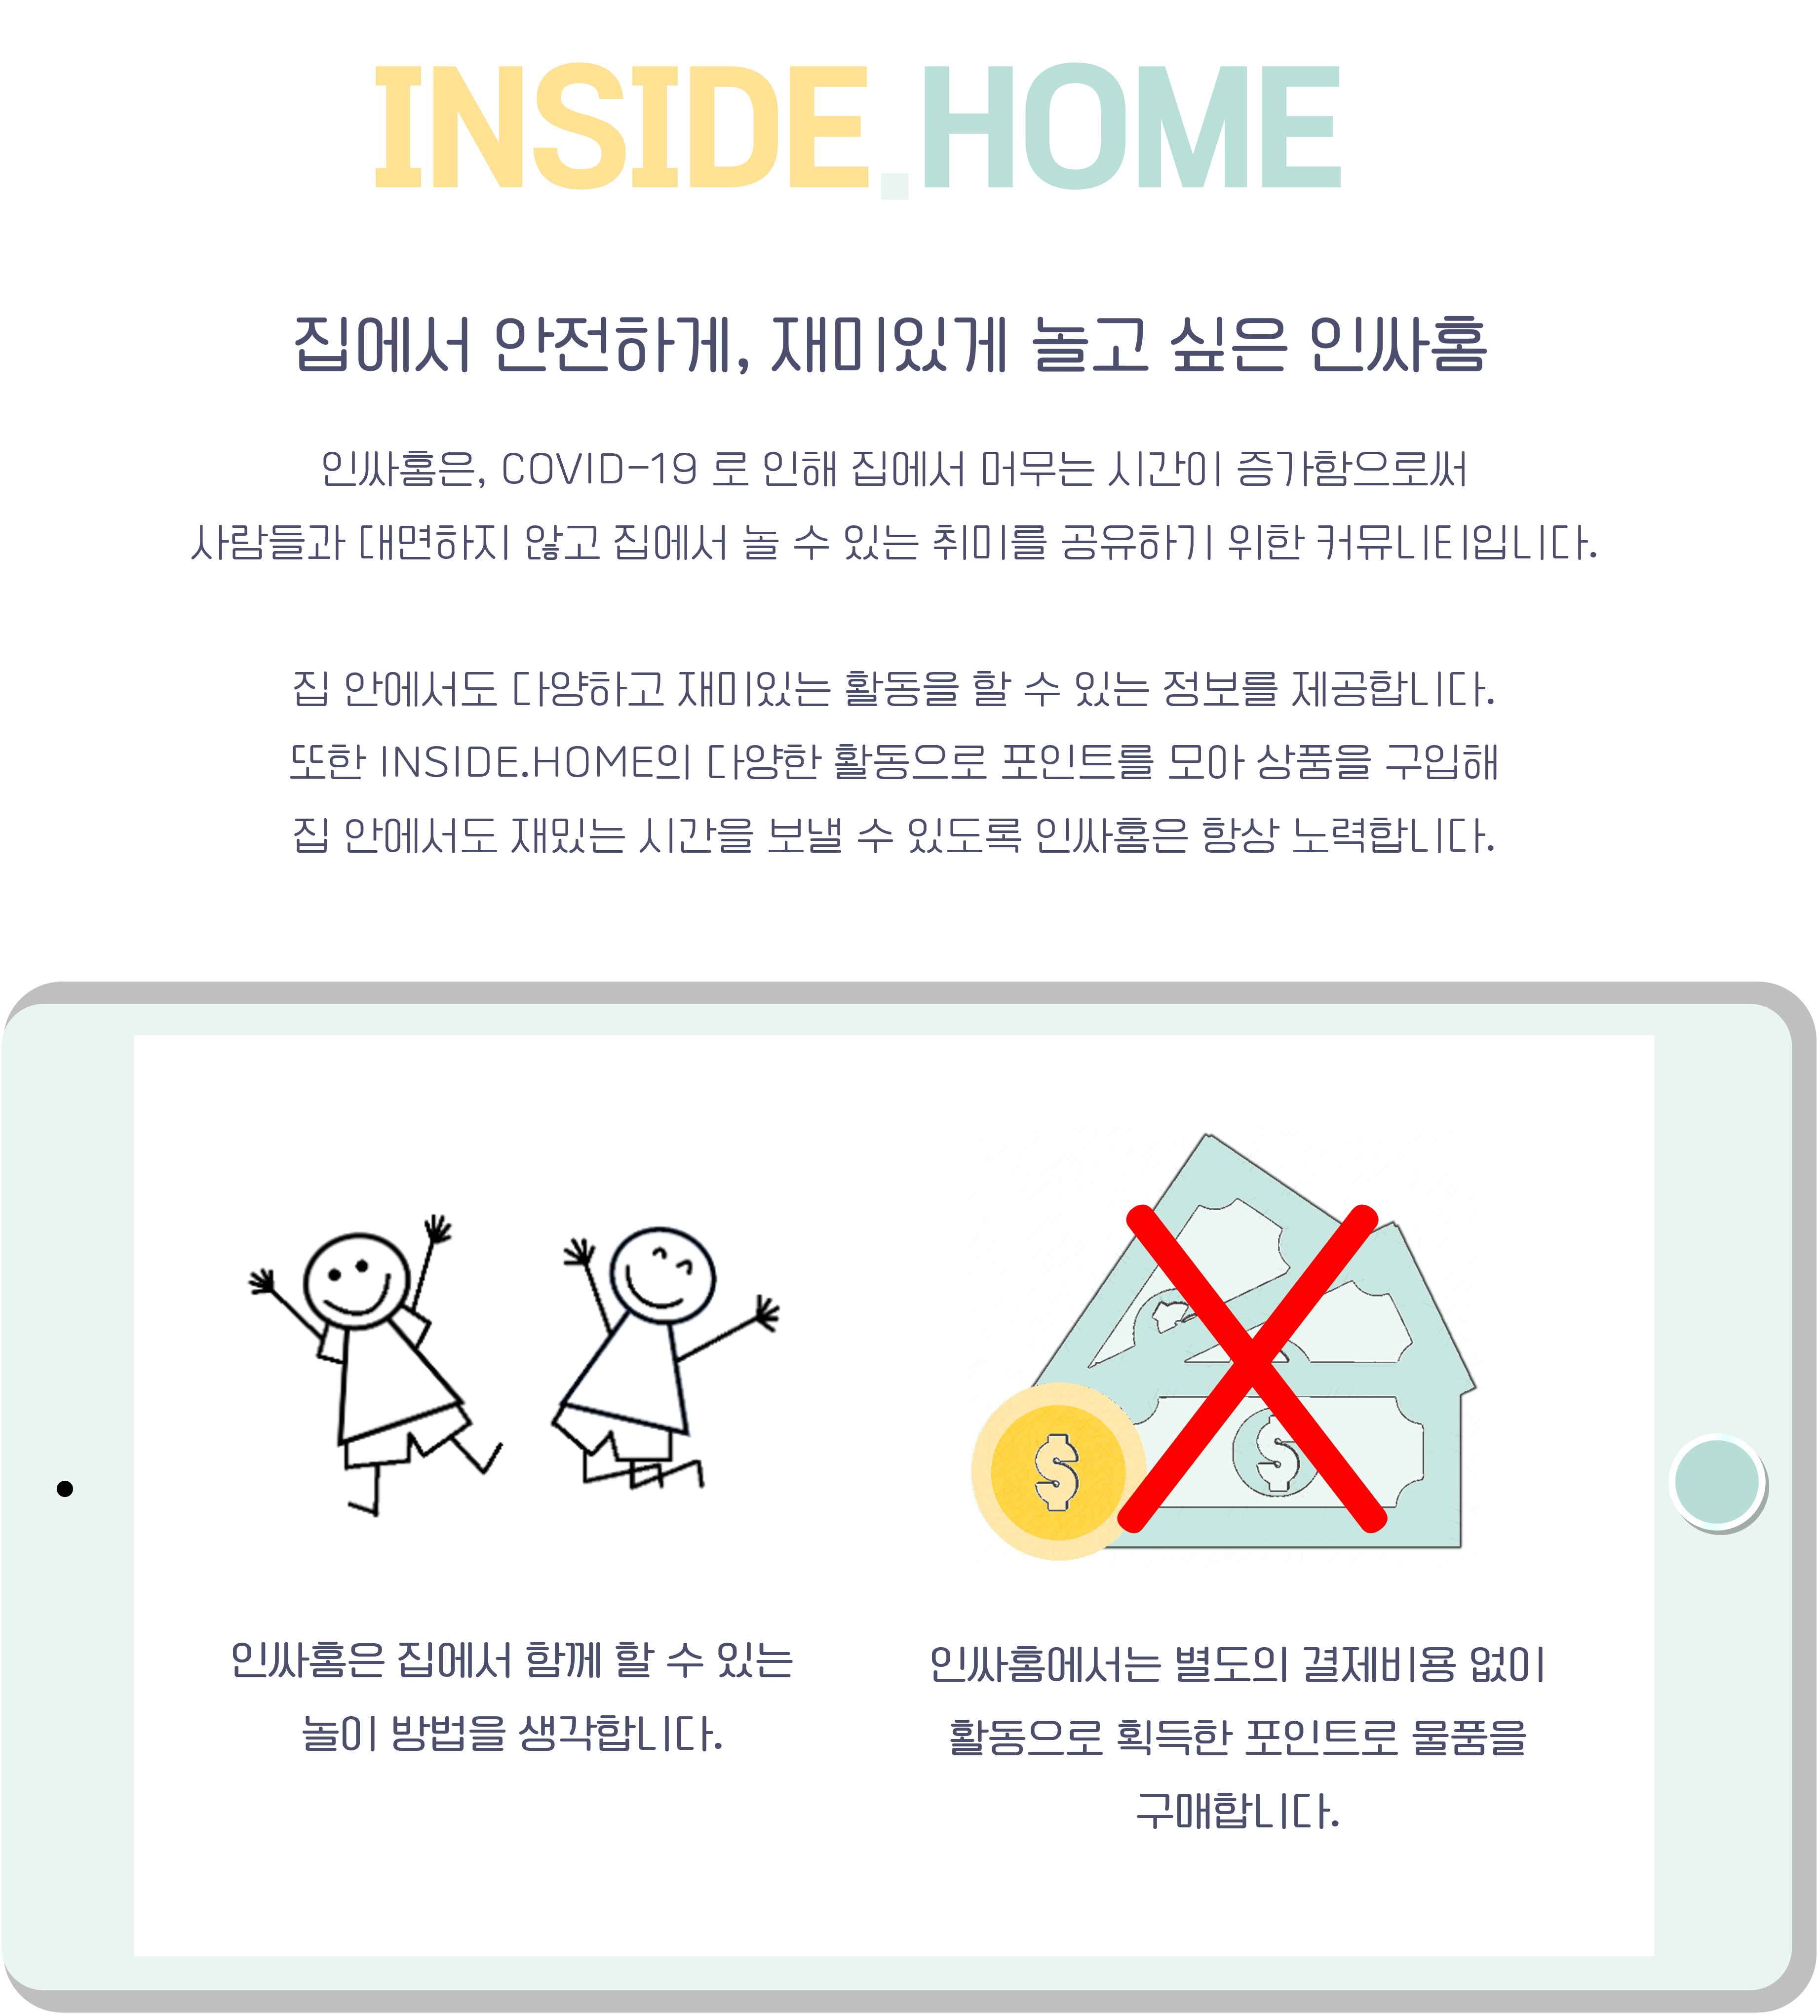 INSIDE.HOME
집에서 안전하게, 재미있게 놀고 싶은 인싸홈
인싸홈은, COVID-19 로 인해 집에서 머무는 시간이 증가함으로써
사람들과 대면하지 않고 집에서 놀 수 있는 취미를 공유하기 위한 커뮤니티입니다.
집 안에서도 다양하고 재미있는 활동을 할 수 있는 정보를 제공합니다.
또한 INSIDE.HOME의 다양한 활동으로 포인트를 모아 상품을 구입해
집 안에서도 재밌는 시간을 보낼 수 있도록 인싸홈은 항상 노력합니다.
$
$
인싸홈은 집에서 함께 할 수 있는
놀이 방법을 생각합니다.
인싸홈에서는 별도의 결제비용 없이
활동으로 획득한 포인트로 물품을
구매합니다.